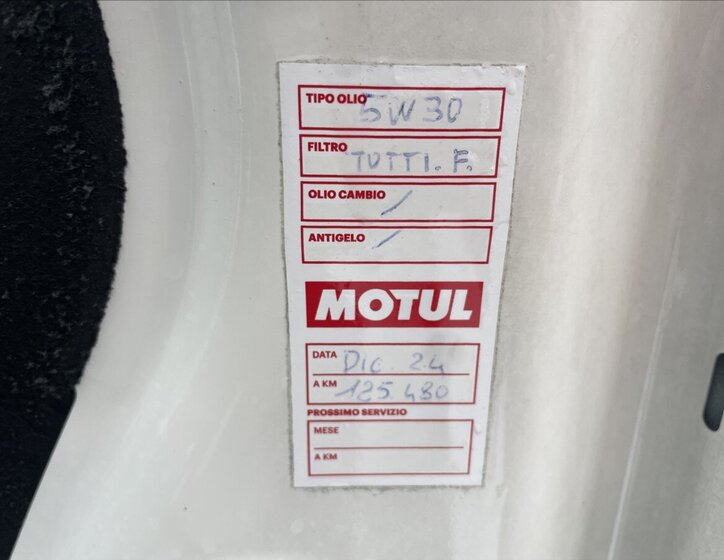 TIPO OLIO 5W30
FILTRO TUTTI. F.
OLIO CAMBIO /
ANTIGELO /
MOTUL
DATA Dic. 24
A KM 125.480
PROSSIMO SERVIZIO
MESE
A KM